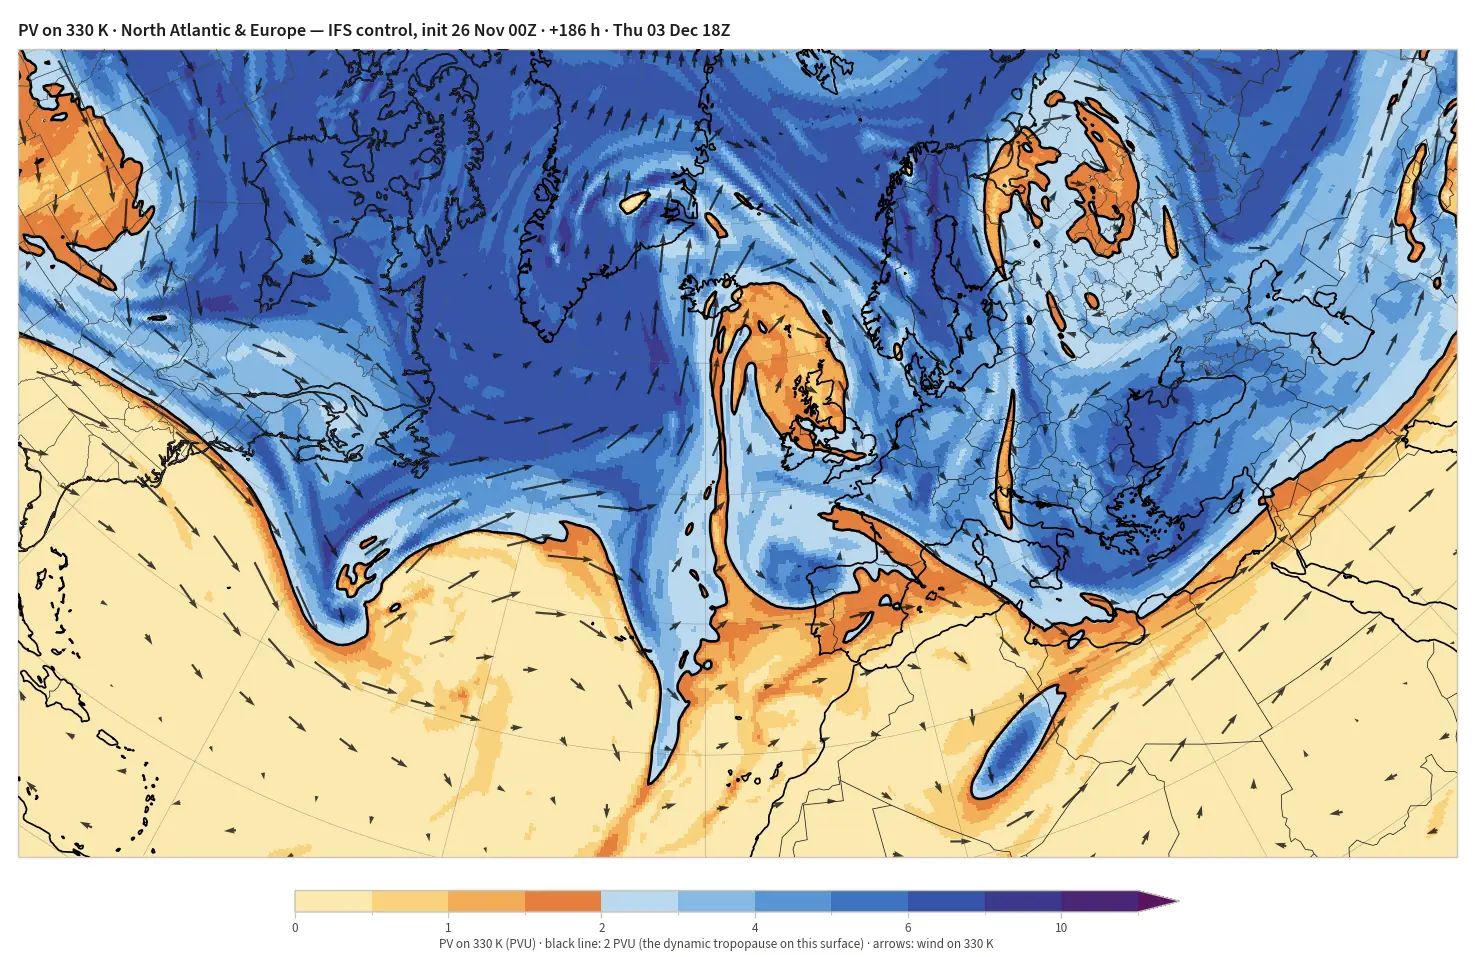 PV on 330 K · North Atlantic & Europe — IFS control, init 26 Nov 00Z · +186 h · Thu 03 Dec 18Z
0 1 2 4 6 10
PV on 330 K (PVU) · black line: 2 PVU (the dynamic tropopause on this surface) · arrows: wind on 330 K